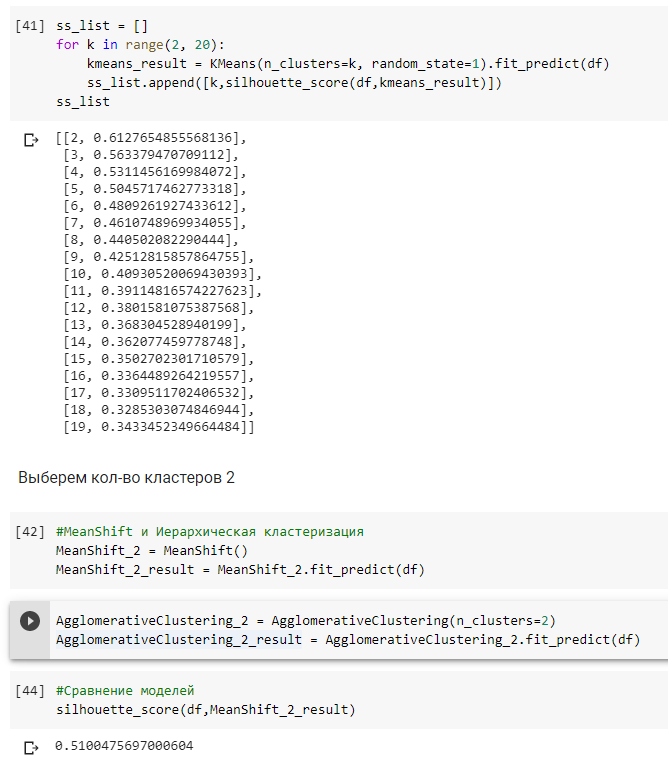 [41] ss_list = []
for k in range(2, 20):
kmeans_result = KMeans(n_clusters=k, random_state=1).fit_predict(df)
ss_list.append([k,silhouette_score(df,kmeans_result)])
ss_list
[[2, 0.6127654855568136],
[3, 0.563379470709112],
[4, 0.5311456169984072],
[5, 0.5045717462773318],
[6, 0.4809261927433612],
[7, 0.4610748969934055],
[8, 0.440502082290444],
[9, 0.42512815857864755],
[10, 0.40930520069430393],
[11, 0.39114816574227623],
[12, 0.3801581075387568],
[13, 0.368304528940199],
[14, 0.362077459778748],
[15, 0.3502702301710579],
[16, 0.3364489264219557],
[17, 0.3309511702406532],
[18, 0.3285303074846944],
[19, 0.3433452349664484]]
Выберем кол-во кластеров 2
[42] #MeanShift и Иерархическая кластеризация
MeanShift_2 = MeanShift()
MeanShift_2_result = MeanShift_2.fit_predict(df)
AgglomerativeClustering_2 = AgglomerativeClustering(n_clusters=2)
AgglomerativeClustering_2_result = AgglomerativeClustering_2.fit_predict(df)
[44] #Сравнение моделей
silhouette_score(df,MeanShift_2_result)
0.5100475697000604